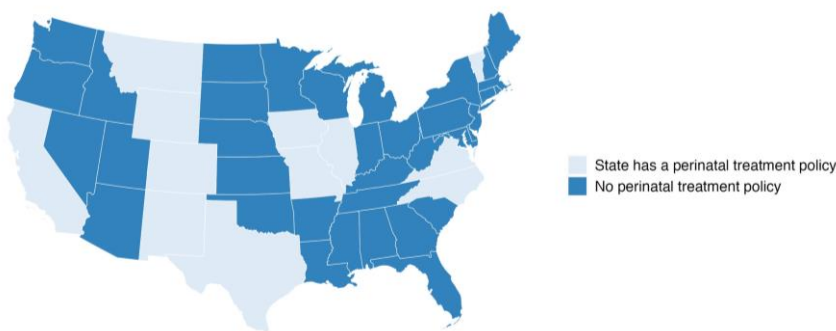 State has a perinatal treatment policy
No perinatal treatment policy